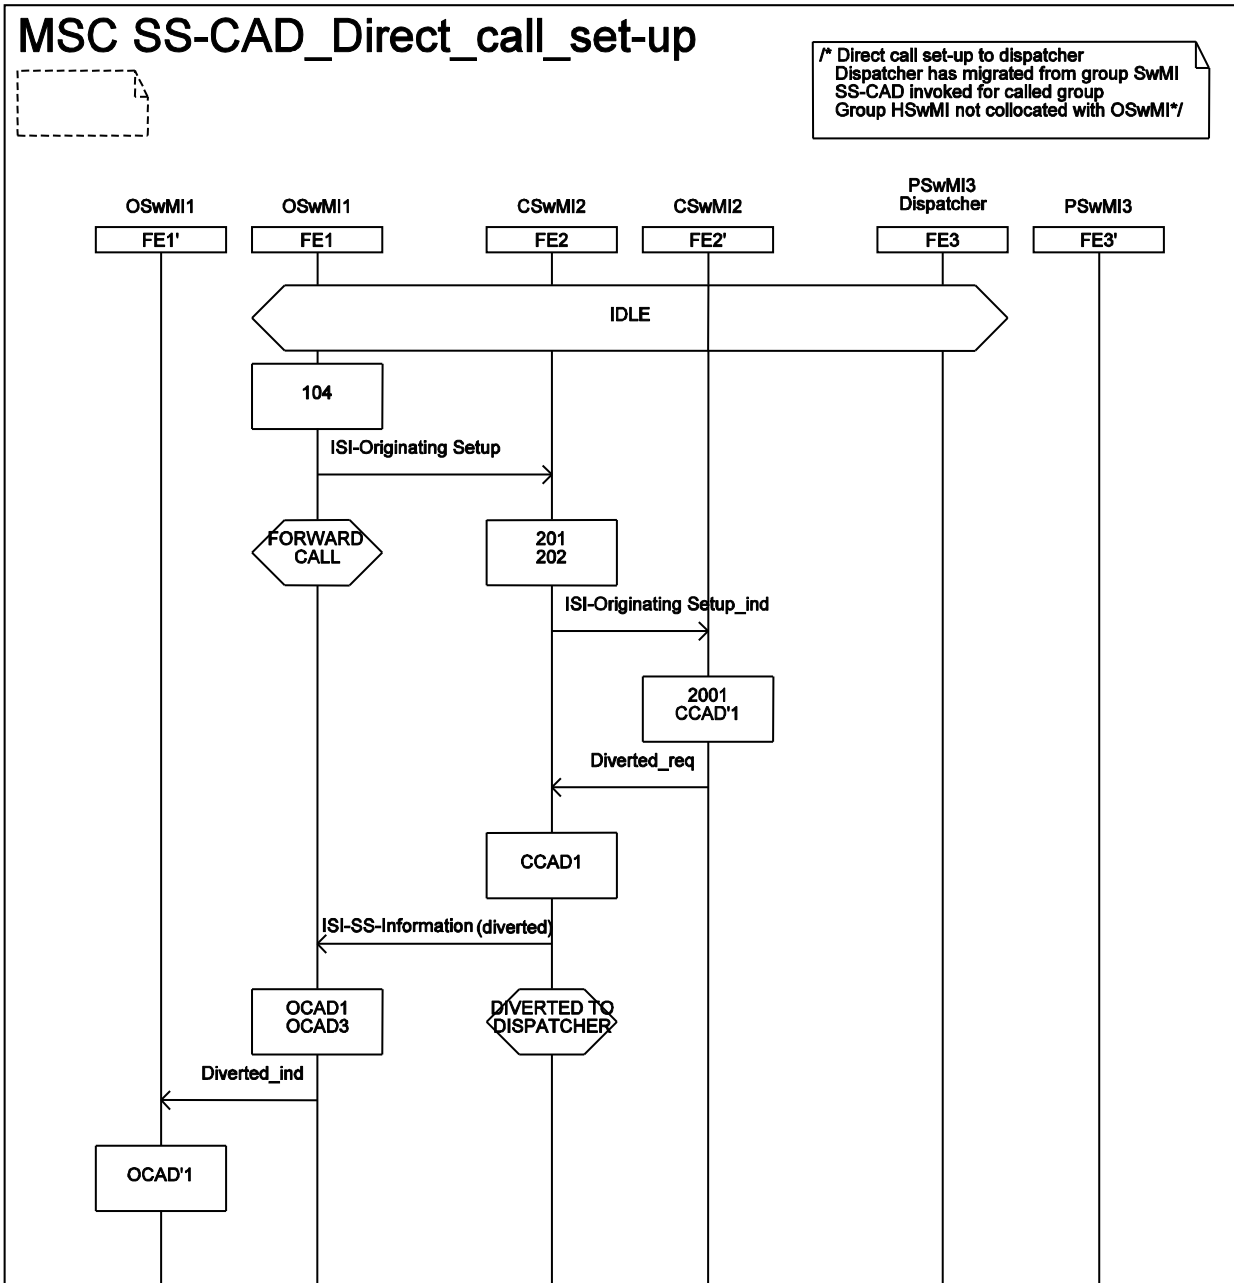 MSC SS-CAD_Direct_call_set-up
/* Direct call set-up to dispatcher
Dispatcher has migrated from group SwMI
SS-CAD invoked for called group
Group HSwMI not collocated with OSwMI*/
OSwMI1
OSwMI1
CSwMI2
CSwMI2
PSwMI3
Dispatcher
PSwMI3
FE1'
FE1
FE2
FE2'
FE3
FE3'
IDLE
104
ISI-Originating Setup
FORWARD
CALL
201
202
ISI-Originating Setup_ind
2001
CCAD'1
Diverted_req
CCAD1
ISI-SS-Information (diverted)
OCAD1
OCAD3
DIVERTED TO
DISPATCHER
Diverted_ind
OCAD'1